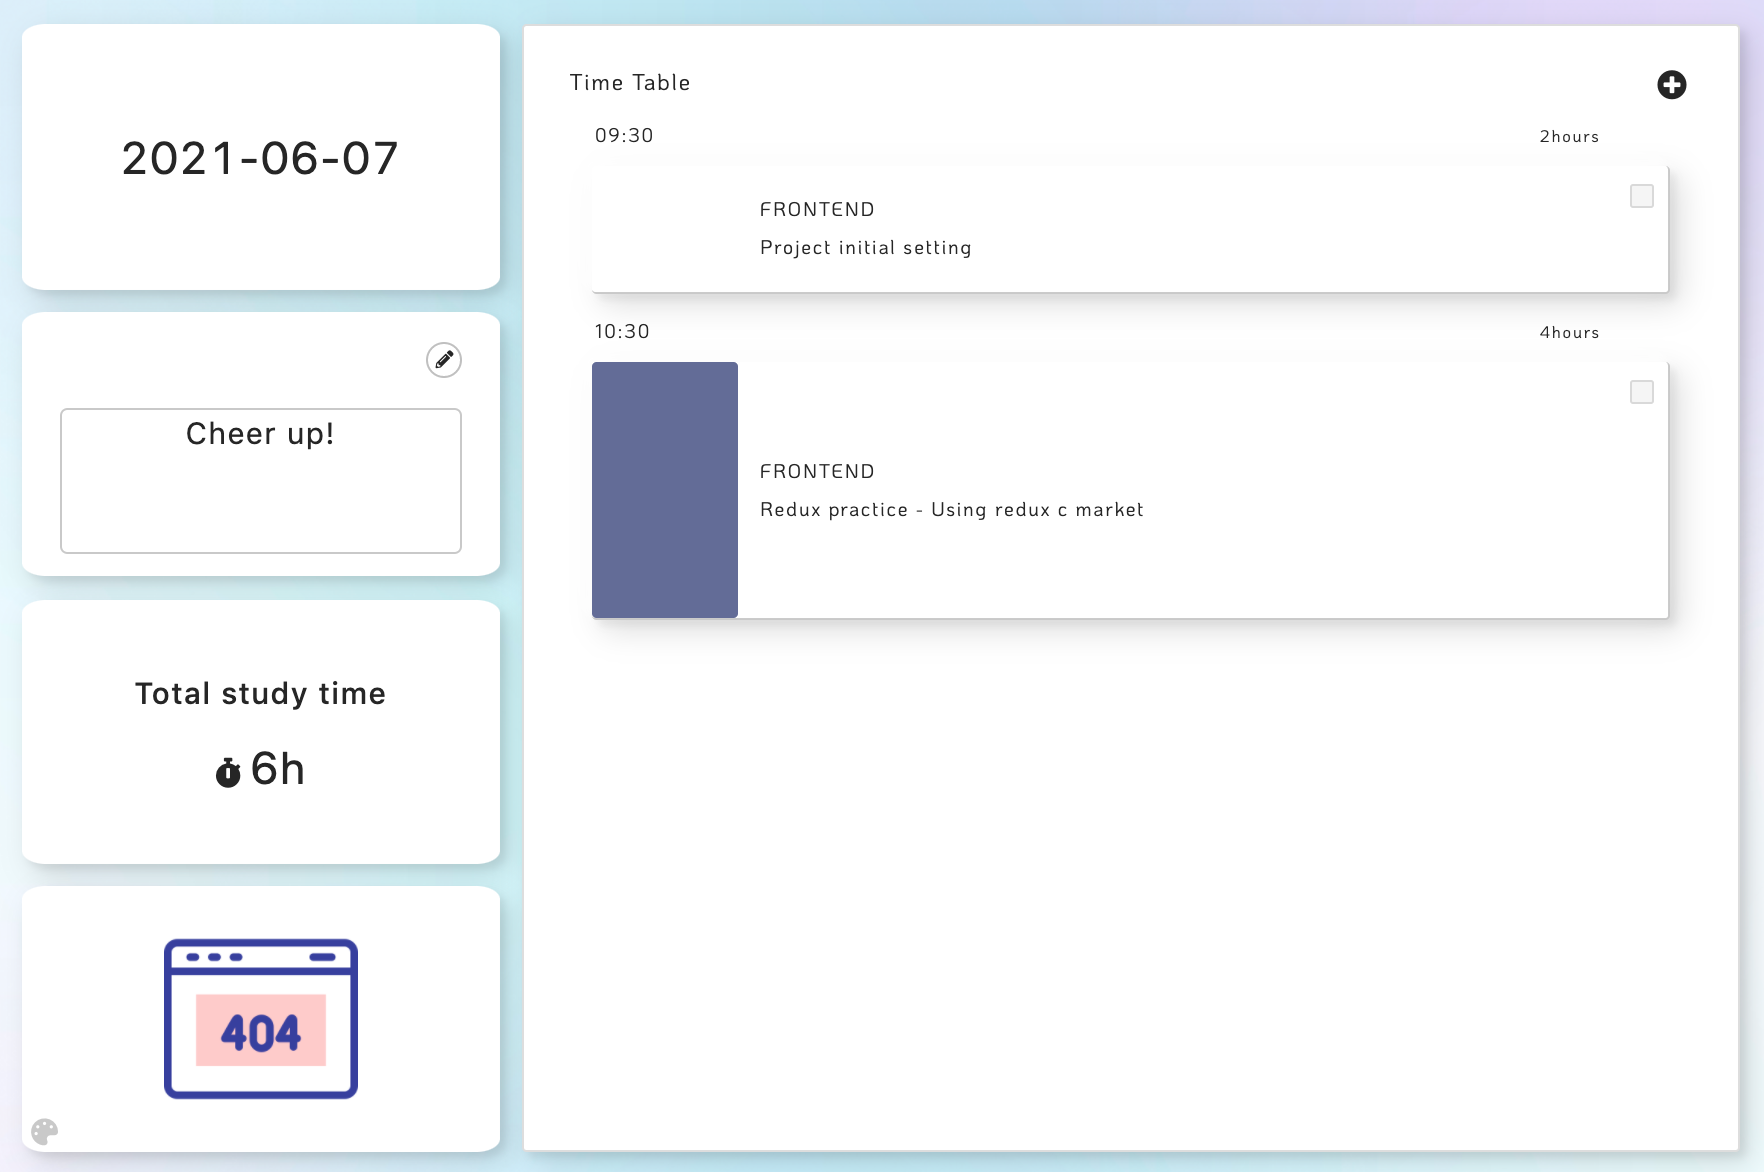 2021-06-07
Cheer up!
Total study time
6h
404
Time Table
09:30
2hours
FRONTEND
Project initial setting
10:30
4hours
FRONTEND
Redux practice - Using redux c market